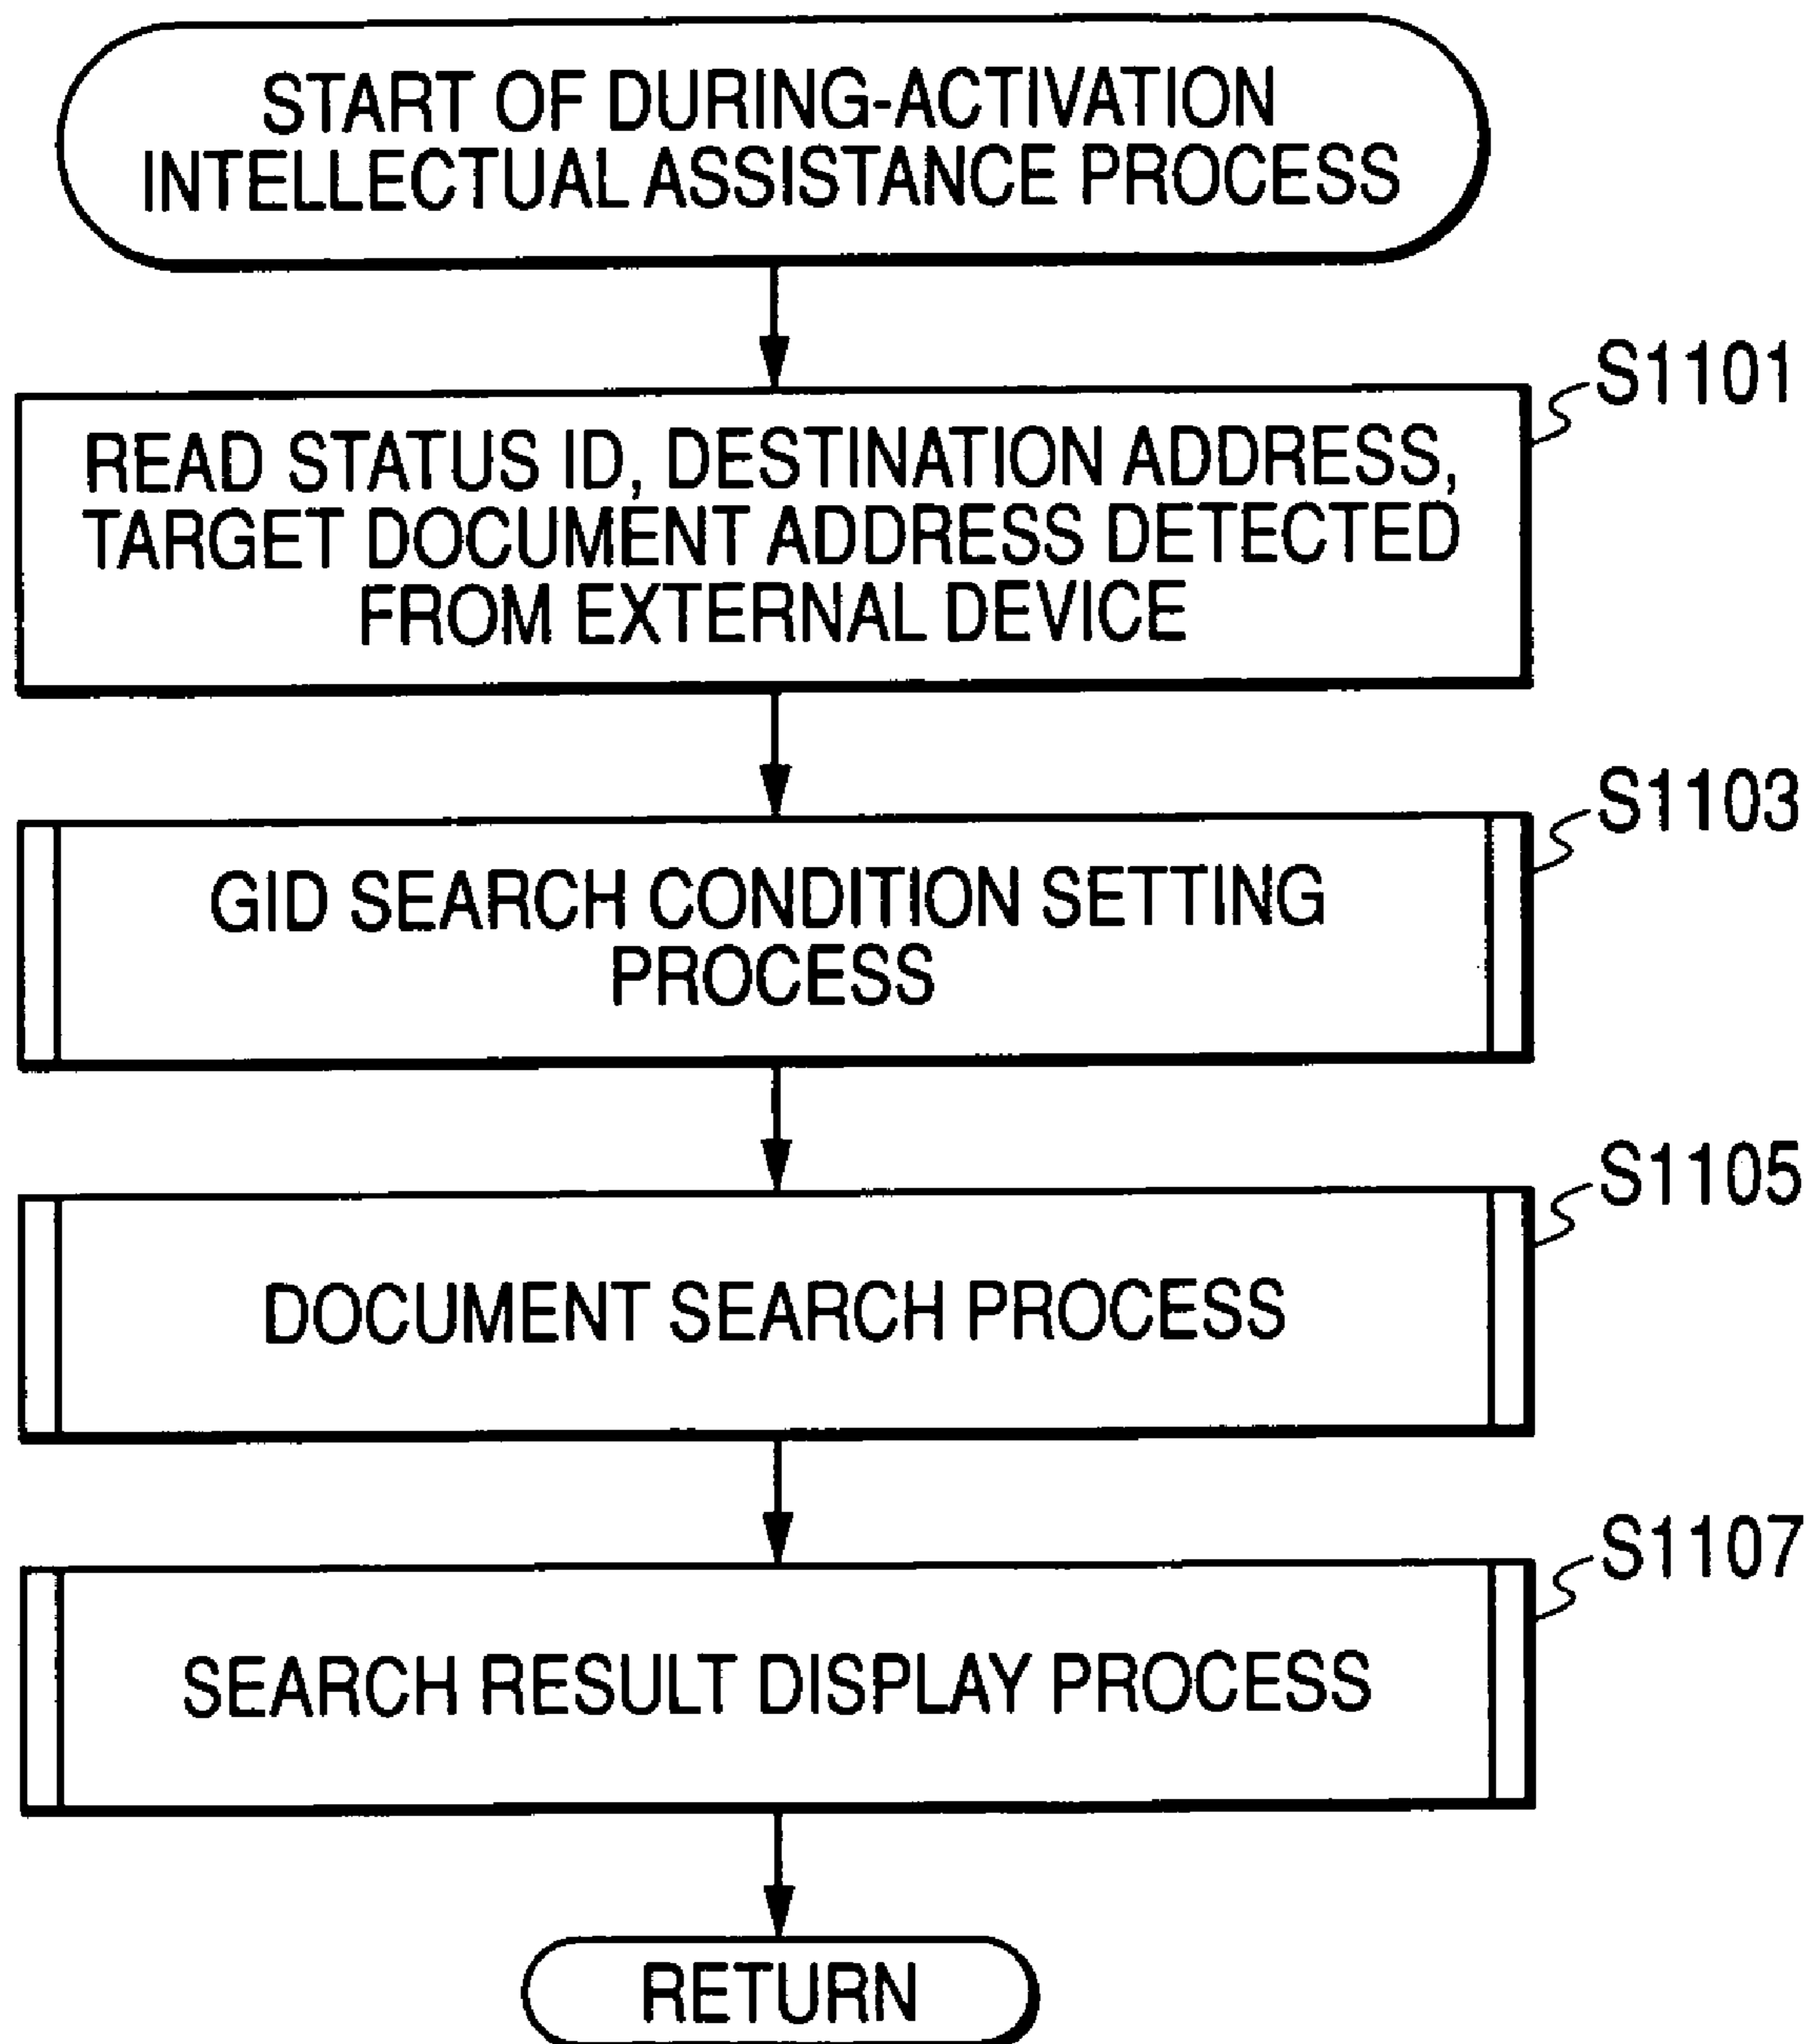 START OF DURING-ACTIVATION
INTELLECTUAL ASSISTANCE PROCESS
S1101
READ STATUS ID, DESTINATION ADDRESS,
TARGET DOCUMENT ADDRESS DETECTED
FROM EXTERNAL DEVICE
S1103
GID SEARCH CONDITION SETTING
PROCESS
S1105
DOCUMENT SEARCH PROCESS
S1107
SEARCH RESULT DISPLAY PROCESS
RETURN